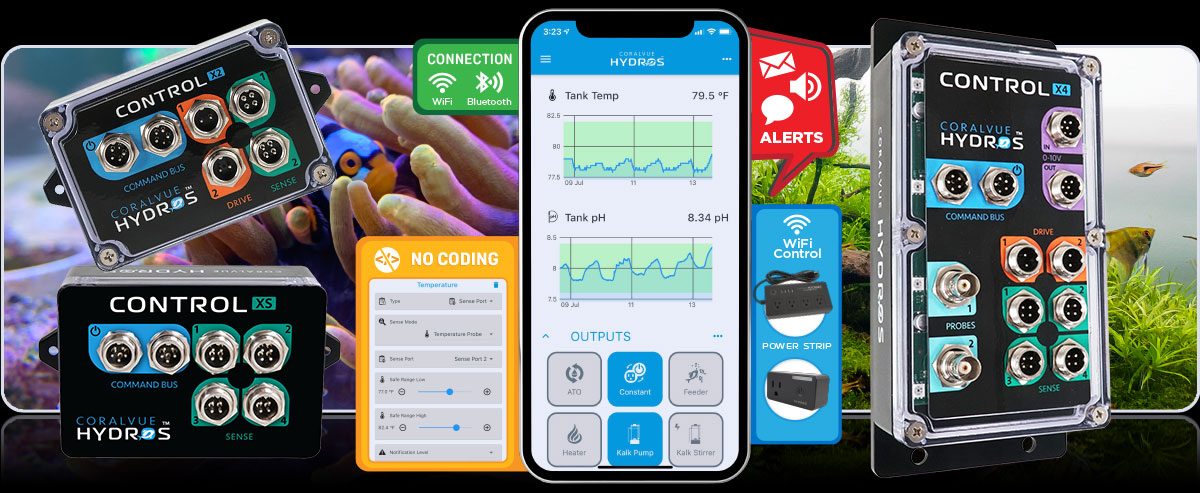 CONTROL X2
1
2
COMMAND BUS
1
2
DRIVE
SENSE
CORALVUE
HYDROS™
CORALVUE HYDROS
CONTROL XS
1
2
3
4
COMMAND BUS
CORALVUE
HYDROS™
SENSE
CONNECTION
WiFi
Bluetooth
NO CODING
Temperature
Type
Sense Port
Sense Mode
Temperature Probe
Sense Port
Sense Port 2
Safe Range Low
77.0 °F
Safe Range High
82.4 °F
Notification Level
3:23
CORALVUE
HYDROS
Tank Temp
79.5 °F
82.5
80
77.5
09 Jul
11
13
Tank pH
8.34 pH
8.5
8
7.5
09 Jul
11
13
OUTPUTS
ATO
Constant
Feeder
Heater
Kalk Pump
Kalk Stirrer
ALERTS
WiFi
Control
POWER STRIP
CORALVUE HYDROS
CONTROL X4
CORALVUE
HYDROS™
IN
0-10V
OUT
COMMAND BUS
DRIVE
1
2
1
PROBES
2
1
2
3
4
SENSE